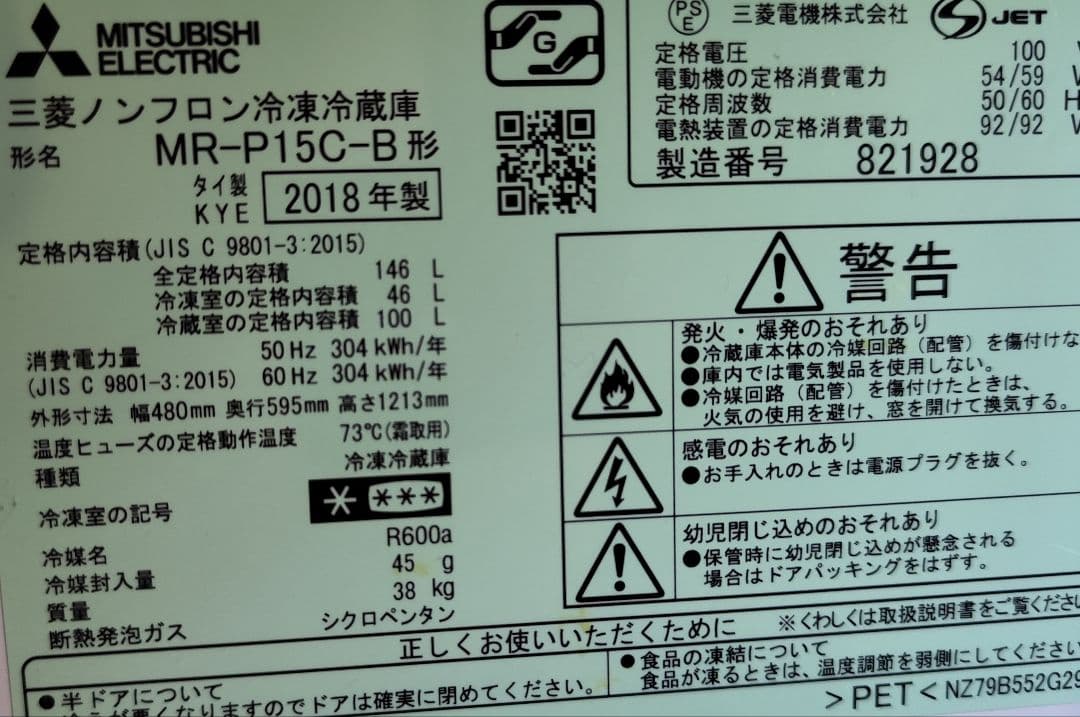 MITSUBISHI
ELECTRIC
三菱ノンフロン冷凍冷蔵庫
形名 MR-P15C-B形
タイ製
KYE
2018年製
定格内容積(JIS C 9801-3:2015)
全定格内容積 146 L
冷凍室の定格内容積 46 L
冷蔵室の定格内容積 100 L
消費電力量 50Hz 304kWh/年
(JIS C 9801-3:2015) 60Hz 304kWh/年
外形寸法 幅480mm 奥行595mm 高さ1213mm
温度ヒューズの定格動作温度 73℃(霜取用)
種類 冷凍冷蔵庫
冷凍室の記号 * ***
冷媒名 R600a
冷媒封入量 45 g
質量 38 kg
断熱発泡ガス シクロペンタン
G
PS
E
三菱電機株式会社
S JET
定格電圧 100
電動機の定格消費電力 54/59
定格周波数 50/60 H
電熱装置の定格消費電力 92/92
製造番号 821928
警告
発火・爆発のおそれあり
●冷蔵庫本体の冷媒回路(配管)を傷付けな
●庫内では電気製品を使用しない。
●冷媒回路(配管)を傷付けたときは、
火気の使用を避け、窓を開けて換気する。
感電のおそれあり
●お手入れのときは電源プラグを抜く。
幼児閉じ込めのおそれあり
●保管時に幼児閉じ込めが懸念される
場合はドアパッキングをはずす。
正しくお使いいただくために ※くわしくは取扱説明書をご覧くださ
●半ドアについて
が悪くなりますのでドアは確実に閉めてください。
●食品の凍結について
食品が凍るときは、温度調節を弱側にしてください
>PET< NZ79B552G29